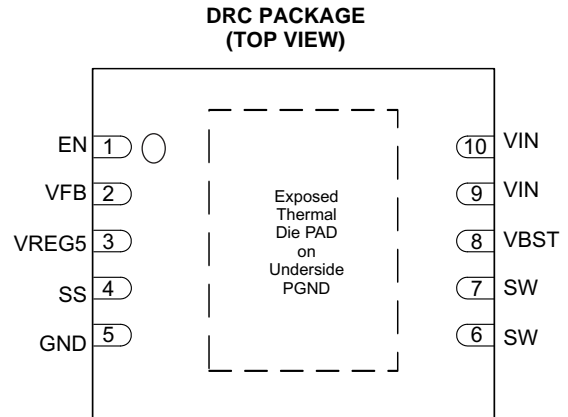 DRC PACKAGE
(TOP VIEW)
EN 1
VFB 2
VREG5 3
SS 4
GND 5
Exposed
Thermal
Die PAD
on
Underside
PGND
10 VIN
9 VIN
8 VBST
7 SW
6 SW